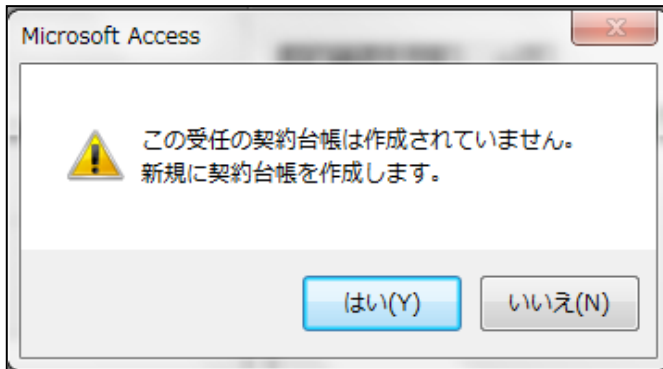 Microsoft Access
この受任の契約台帳は作成されていません。
新規に契約台帳を作成します。
はい(Y)
いいえ(N)